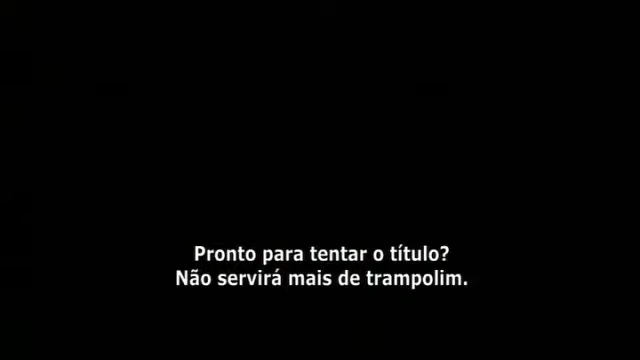 Pronto para tentar o título?
Não servirá mais de trampolim.